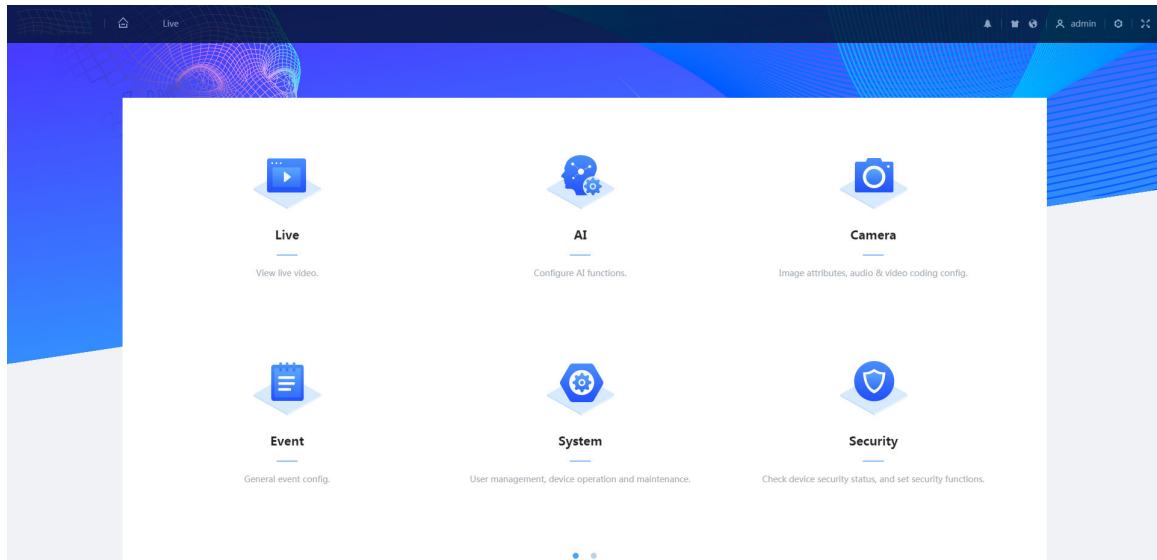 Live
admin
Live
AI
Camera
View live video.
Configure AI functions.
Image attributes, audio & video coding config.
Event
System
Security
General event config.
User management, device operation and maintenance.
Check device security status, and set security functions.